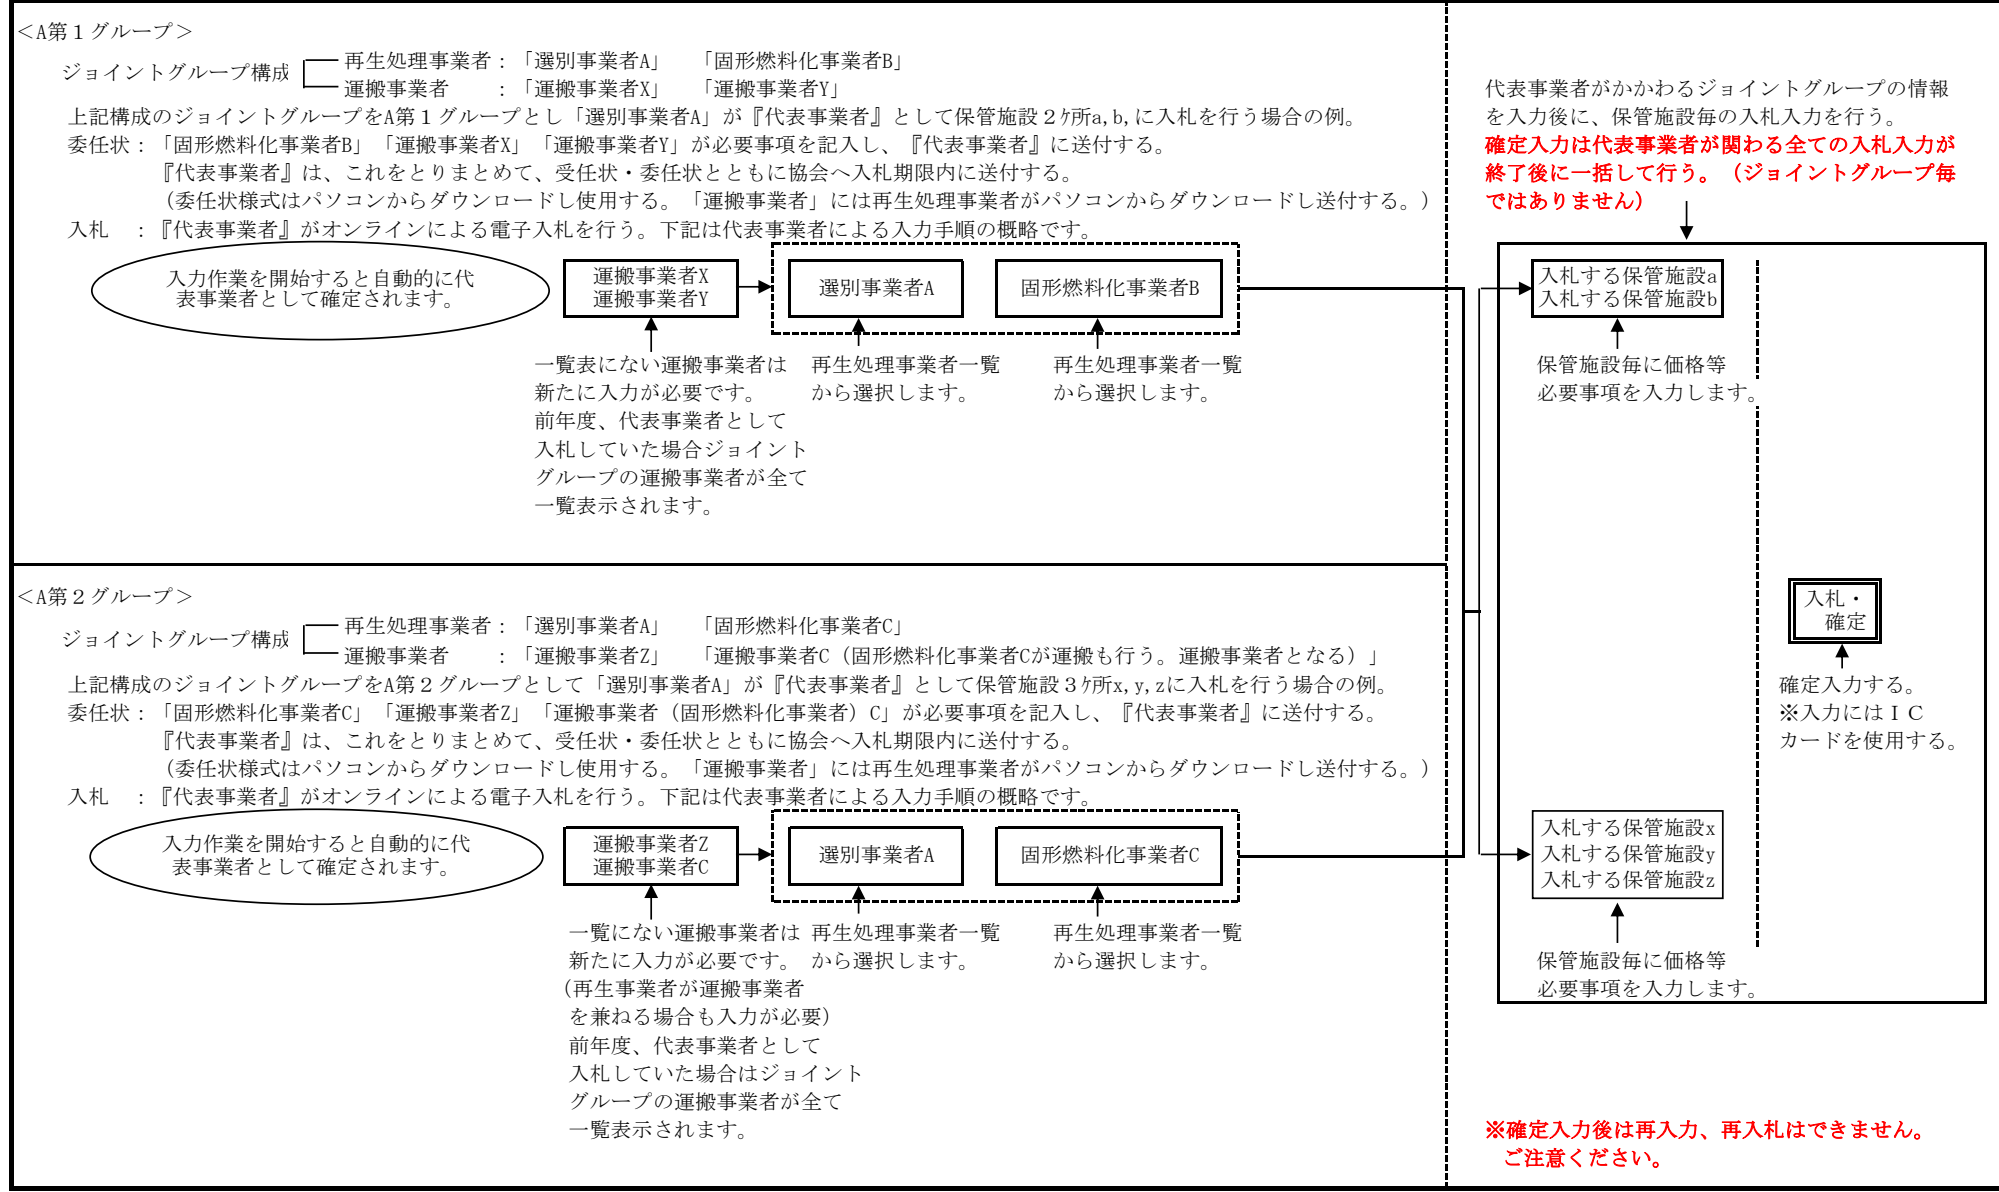 ＜A第１グループ＞
ジョイントグループ構成
再生処理事業者：「選別事業者A」　「固形燃料化事業者B」
運搬事業者　　：「運搬事業者X」　「運搬事業者Y」
上記構成のジョイントグループをA第１グループとし「選別事業者A」が『代表事業者』として保管施設２ケ所a,b,に入札を行う場合の例。
委任状：「固形燃料化事業者B」「運搬事業者X」「運搬事業者Y」が必要事項を記入し、『代表事業者』に送付する。
『代表事業者』は、これをとりまとめて、受任状・委任状とともに協会へ入札期限内に送付する。
（委任状様式はパソコンからダウンロードし使用する。「運搬事業者」には再生処理事業者がパソコンからダウンロードし送付する。）
入札　：『代表事業者』がオンラインによる電子入札を行う。下記は代表事業者による入力手順の概略です。
入力作業を開始すると自動的に代
表事業者として確定されます。
運搬事業者X
運搬事業者Y
選別事業者A
固形燃料化事業者B
一覧表にない運搬事業者は
新たに入力が必要です。
前年度、代表事業者として
入札していた場合ジョイント
グループの運搬事業者が全て
一覧表示されます。
再生処理事業者一覧
から選択します。
再生処理事業者一覧
から選択します。
＜A第２グループ＞
ジョイントグループ構成
再生処理事業者：「選別事業者A」　「固形燃料化事業者C」
運搬事業者　　：「運搬事業者Z」　「運搬事業者C（固形燃料化事業者Cが運搬も行う。運搬事業者となる）」
上記構成のジョイントグループをA第２グループとして「選別事業者A」が『代表事業者』として保管施設３ケ所x,y,zに入札を行う場合の例。
委任状：「固形燃料化事業者C」「運搬事業者Z」「運搬事業者（固形燃料化事業者）C」が必要事項を記入し、『代表事業者』に送付する。
『代表事業者』は、これをとりまとめて、受任状・委任状とともに協会へ入札期限内に送付する。
（委任状様式はパソコンからダウンロードし使用する。「運搬事業者」には再生処理事業者がパソコンからダウンロードし送付する。）
入札　：『代表事業者』がオンラインによる電子入札を行う。下記は代表事業者による入力手順の概略です。
入力作業を開始すると自動的に代
表事業者として確定されます。
運搬事業者Z
運搬事業者C
選別事業者A
固形燃料化事業者C
一覧にない運搬事業者は
新たに入力が必要です。
（再生事業者が運搬事業者
を兼ねる場合も入力が必要）
前年度、代表事業者として
入札していた場合はジョイント
グループの運搬事業者が全て
一覧表示されます。
再生処理事業者一覧
から選択します。
再生処理事業者一覧
から選択します。
代表事業者がかかわるジョイントグループの情報
を入力後に、保管施設毎の入札入力を行う。
確定入力は代表事業者が関わる全ての入札入力が
終了後に一括して行う。（ジョイントグループ毎
ではありません）
入札する保管施設a
入札する保管施設b
保管施設毎に価格等
必要事項を入力します。
入札・
確定
確定入力する。
※入力にはＩＣ
カードを使用する。
入札する保管施設x
入札する保管施設y
入札する保管施設z
保管施設毎に価格等
必要事項を入力します。
※確定入力後は再入力、再入札はできません。
ご注意ください。